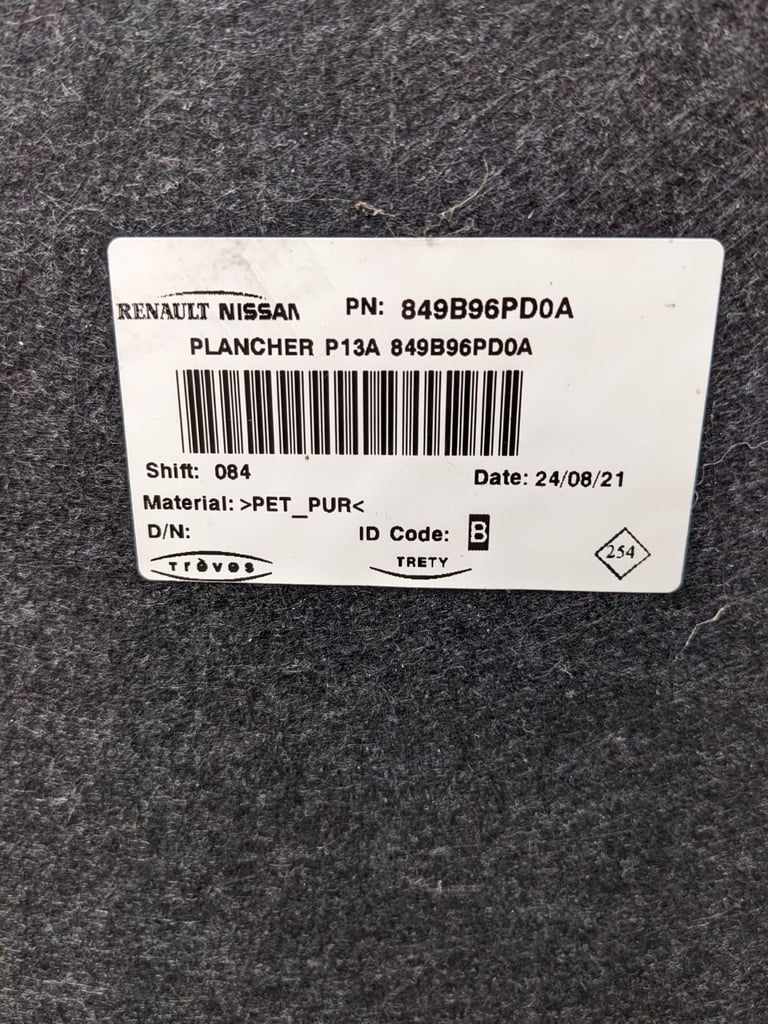 RENAULT NISSAN PN: 849B96PD0A
PLANCHER P13A 849B96PD0A
Shift: 084
Date: 24/08/21
Material: >PET_PUR<
D/N: ID Code: B
Trèves TRETY 254